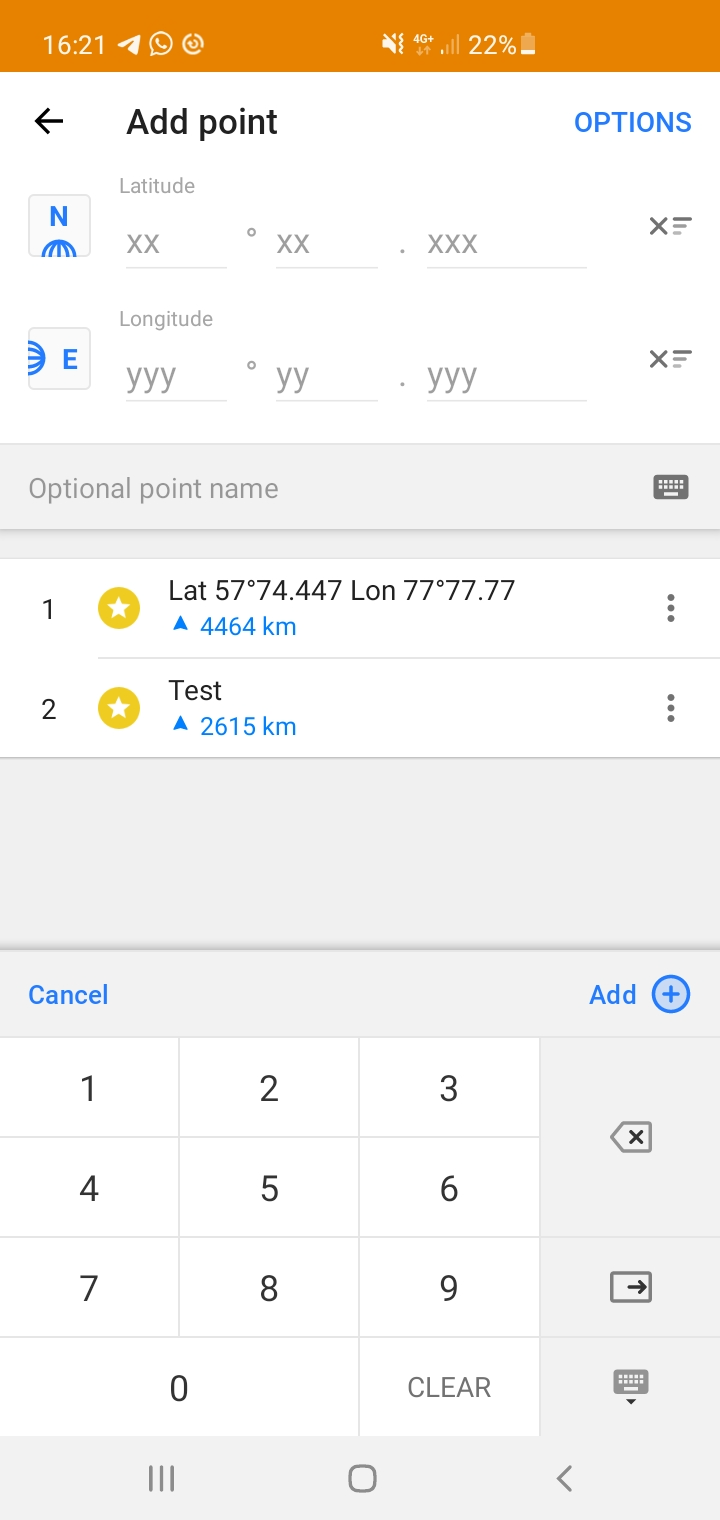 16:21 4G+ 22%
Add point OPTIONS
Latitude
N xx ° xx . xxx
Longitude
E yyy ° yy . yyy
Optional point name
1 Lat 57°74.447 Lon 77°77.77
4464 km
2 Test
2615 km
Cancel Add
1 2 3
4 5 6
7 8 9
0 CLEAR